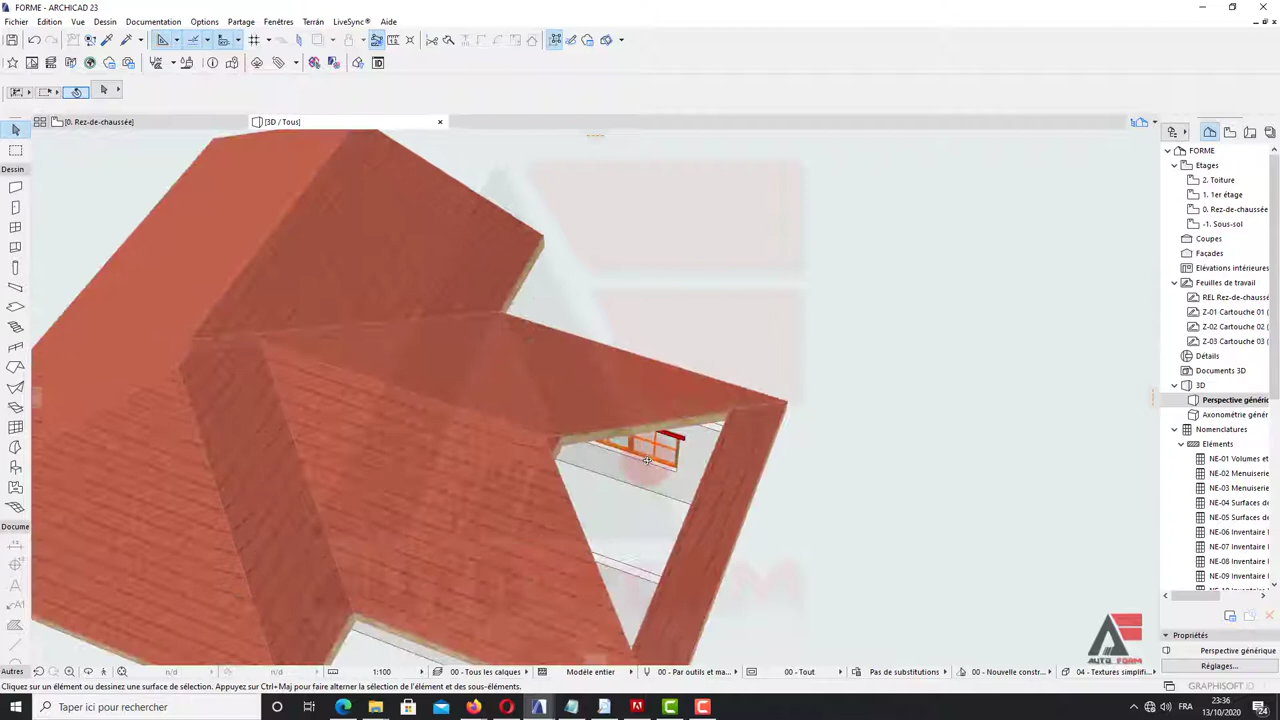 FORME - ARCHICAD 23
Fichier Edition Vue Dessin Documentation Options Partage Fenêtres Terrán LiveSync® Aide
[0. Rez-de-chaussée]
[3D / Tous]
Dessin
Docume
Autres
FORME
Etages
2. Toiture
1. 1er étage
0. Rez-de-chaussée
-1. Sous-sol
Coupes
Façades
Elévations intérieures
Feuilles de travail
REL Rez-de-chaussée
Z-01 Cartouche 01 (
Z-02 Cartouche 02 (
Z-03 Cartouche 03 (
Détails
Documents 3D
3D
Perspective génériq
Axonométrie génér
Nomenclatures
Eléments
NE-01 Volumes et
NE-02 Menuiserie
NE-03 Menuiserie
NE-04 Surfaces de
NE-05 Surfaces de
NE-06 Inventaire
NE-07 Inventaire
NE-08 Inventaire
NE-09 Inventaire
Propriétés
Perspective générique
Réglages...
AUTO FORM
n/d n/d 1:100 00 - Tous les calques Modèle entier 00 - Par outils et ma... 00 - Tout Pas de substitutions 00 - Nouvelle constr... 04 - Textures simplifi...
Cliquez sur un élément ou dessinez une surface de sélection. Appuyez sur Ctrl+Maj pour faire alterner la sélection de l'élément et des sous-éléments.
GRAPHISOFT ID
Taper ici pour rechercher
FRA
23:36
13/10/2020
24